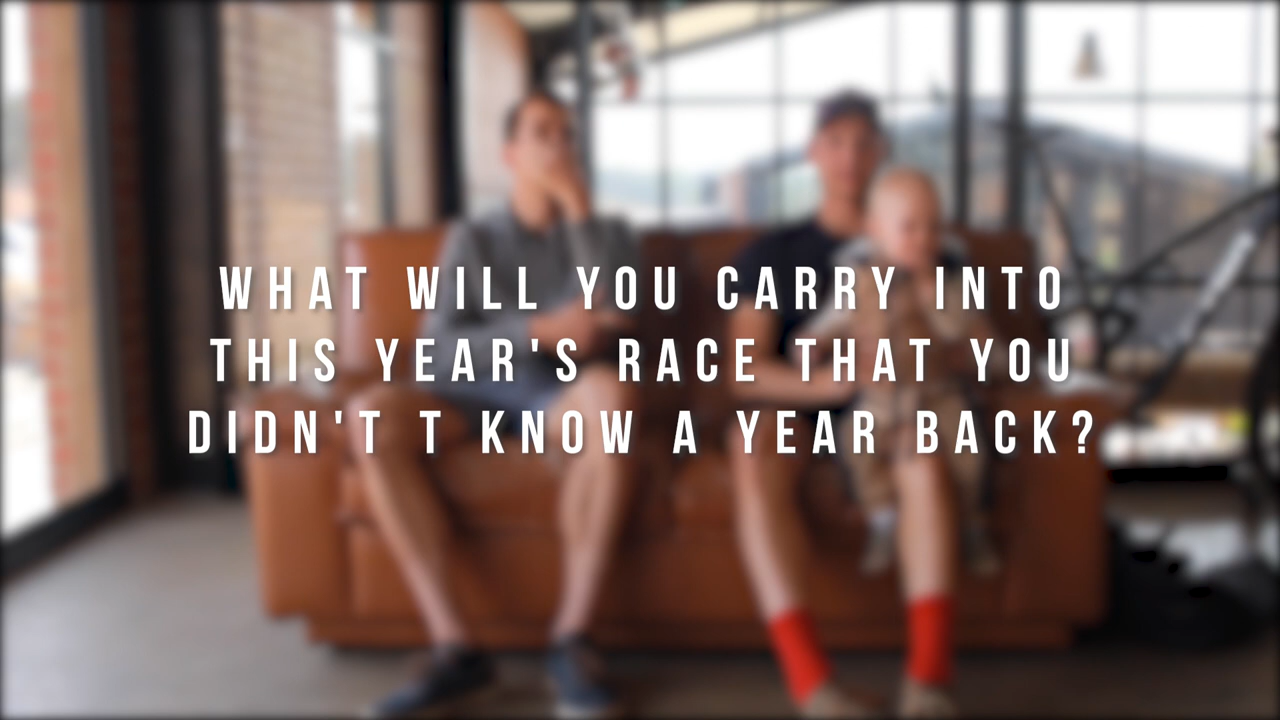 WHAT WILL YOU CARRY INTO
THIS YEAR'S RACE THAT YOU
DIDN'T T KNOW A YEAR BACK?